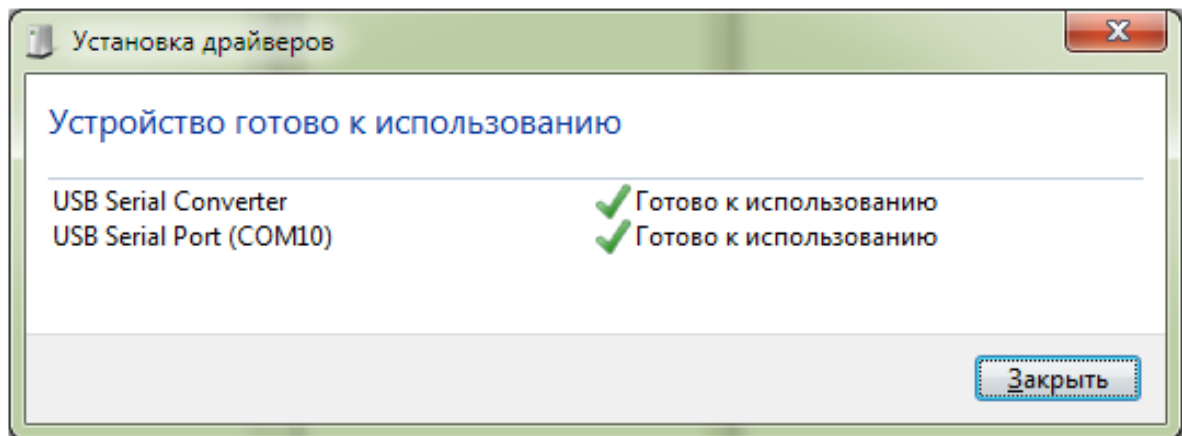 Установка драйверов
Устройство готово к использованию
USB Serial Converter Готово к использованию
USB Serial Port (COM10) Готово к использованию
Закрыть